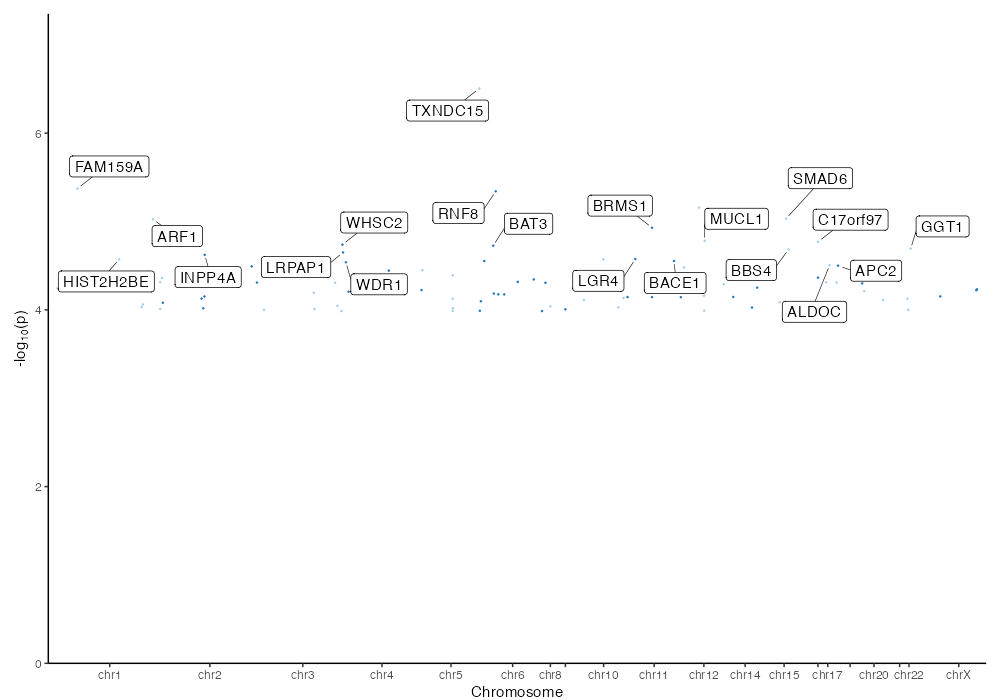 TXNDC15
FAM159A
SMAD6
BRMS1
RNF8
WHSC2
BAT3
MUCL1
C17orf97
GGT1
ARF1
LRPAP1
INPP4A
HIST2H2BE
WDR1
LGR4
BACE1
BBS4
APC2
ALDOC
6
4
2
0
-log10(p)
chr1 chr2 chr3 chr4 chr5 chr6 chr8 chr10 chr11 chr12 chr14 chr15 chr17 chr20 chr22 chrX
Chromosome